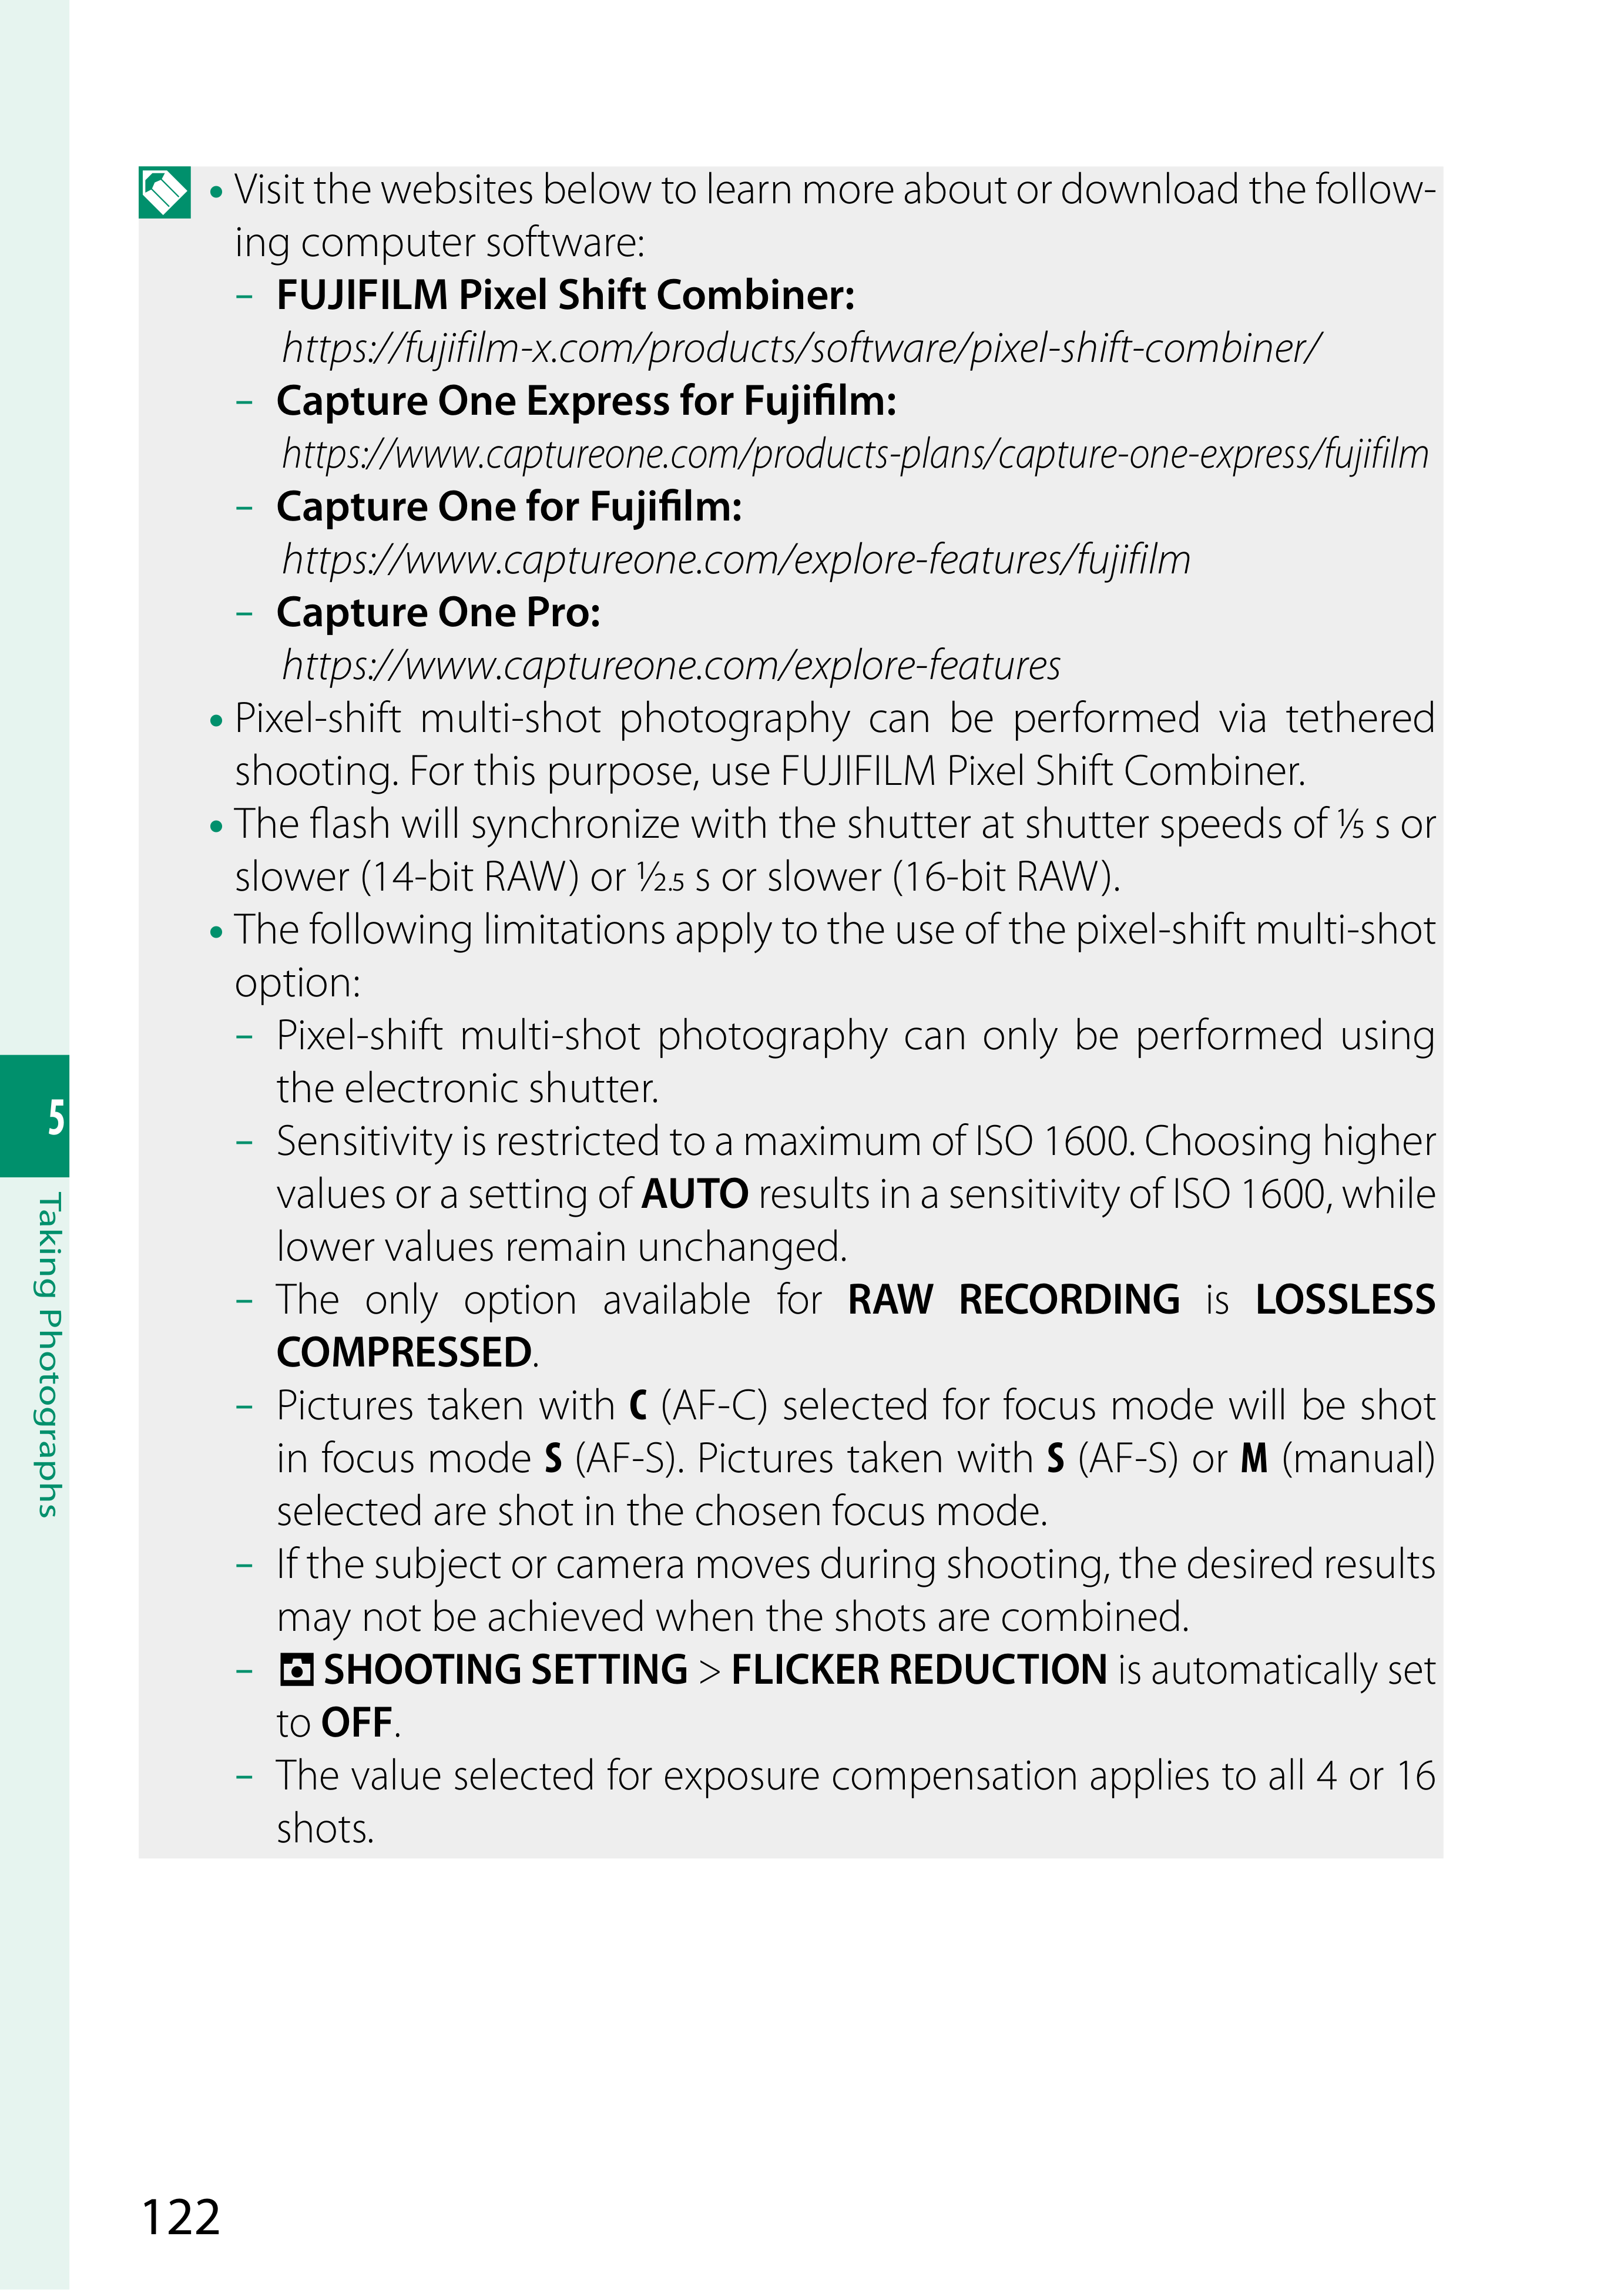 • Visit the websites below to learn more about or download the follow-
ing computer software:
– FUJIFILM Pixel Shift Combiner:
https://fujifilm-x.com/products/software/pixel-shift-combiner/
– Capture One Express for Fujifilm:
https://www.captureone.com/products-plans/capture-one-express/fujifilm
– Capture One for Fujifilm:
https://www.captureone.com/explore-features/fujifilm
– Capture One Pro:
https://www.captureone.com/explore-features
• Pixel-shift multi-shot photography can be performed via tethered
shooting. For this purpose, use FUJIFILM Pixel Shift Combiner.
• The flash will synchronize with the shutter at shutter speeds of 1/5 s or
slower (14-bit RAW) or 1/2.5 s or slower (16-bit RAW).
• The following limitations apply to the use of the pixel-shift multi-shot
option:
– Pixel-shift multi-shot photography can only be performed using
the electronic shutter.
– Sensitivity is restricted to a maximum of ISO 1600. Choosing higher
values or a setting of AUTO results in a sensitivity of ISO 1600, while
lower values remain unchanged.
– The only option available for RAW RECORDING is LOSSLESS
COMPRESSED.
– Pictures taken with C (AF-C) selected for focus mode will be shot
in focus mode S (AF-S). Pictures taken with S (AF-S) or M (manual)
selected are shot in the chosen focus mode.
– If the subject or camera moves during shooting, the desired results
may not be achieved when the shots are combined.
– SHOOTING SETTING > FLICKER REDUCTION is automatically set
to OFF.
– The value selected for exposure compensation applies to all 4 or 16
shots.
5
Taking Photographs
122